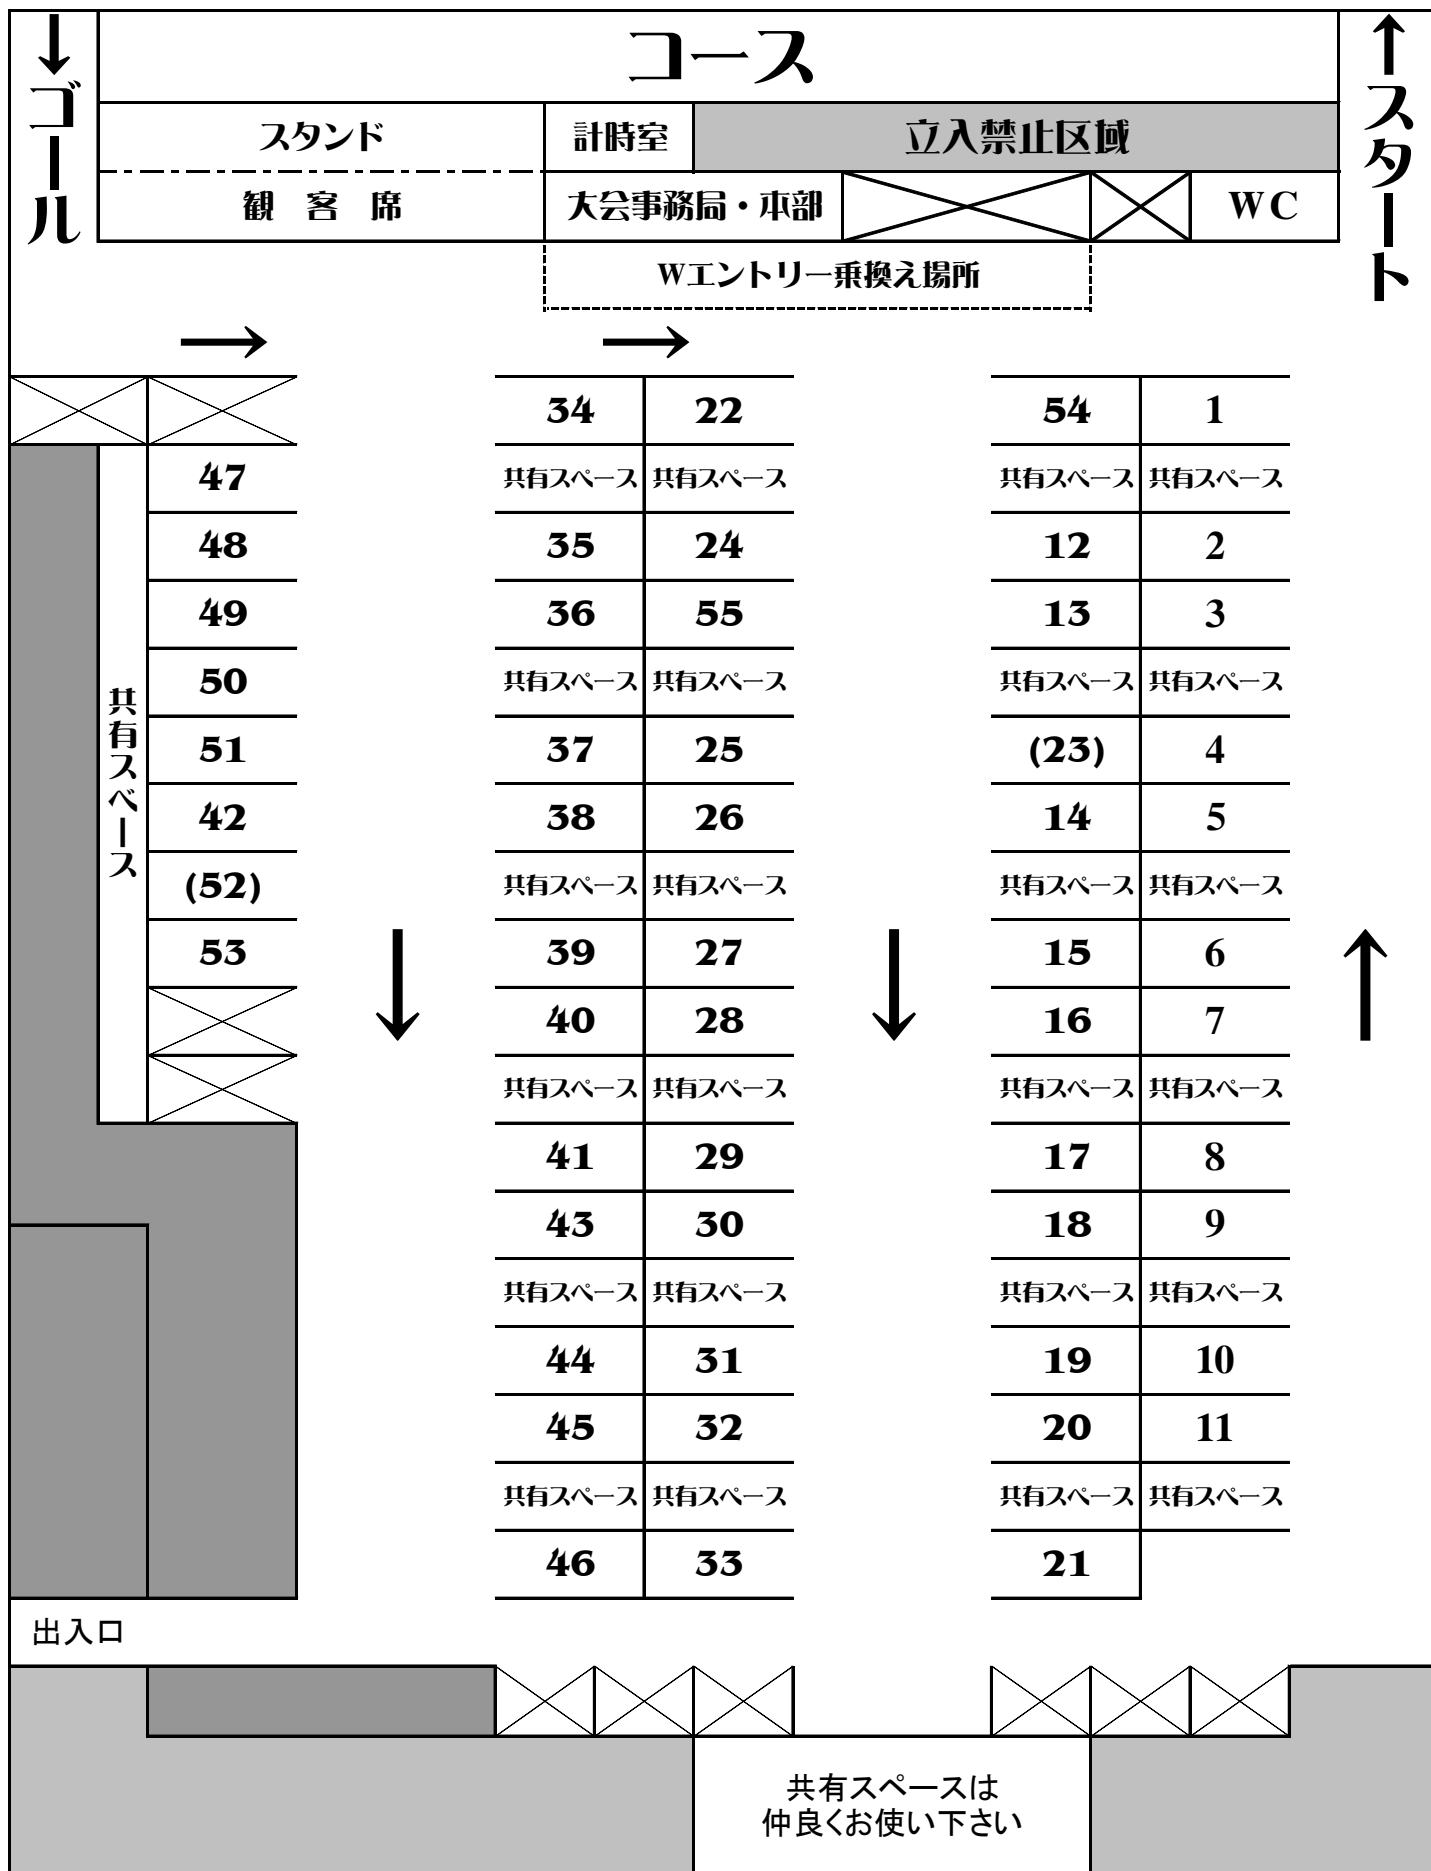 コース
ゴール
スタート
スタンド
計時室
立入禁止区域
観客席
大会事務局・本部
WC
Wエントリー乗換え場所
34 22 54 1
47 共有スペース 共有スペース 共有スペース 共有スペース
48 35 24 12 2
49 36 55 13 3
50 共有スペース 共有スペース 共有スペース 共有スペース
共有スペース
51 37 25 (23) 4
42 38 26 14 5
(52) 共有スペース 共有スペース 共有スペース 共有スペース
53 39 27 15 6
40 28 16 7
共有スペース 共有スペース 共有スペース 共有スペース
41 29 17 8
43 30 18 9
共有スペース 共有スペース 共有スペース 共有スペース
44 31 19 10
45 32 20 11
共有スペース 共有スペース 共有スペース 共有スペース
46 33 21
出入口
共有スペースは
仲良くお使い下さい